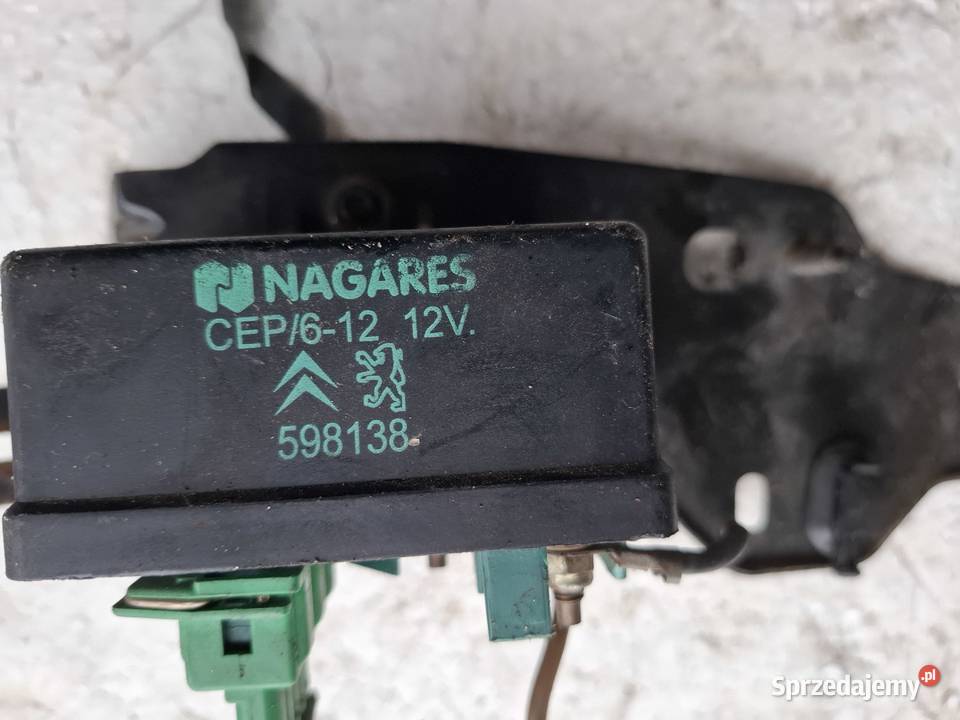 NAGARES
CEP/6-12 12V.
598138
Sprzedajemy.pl